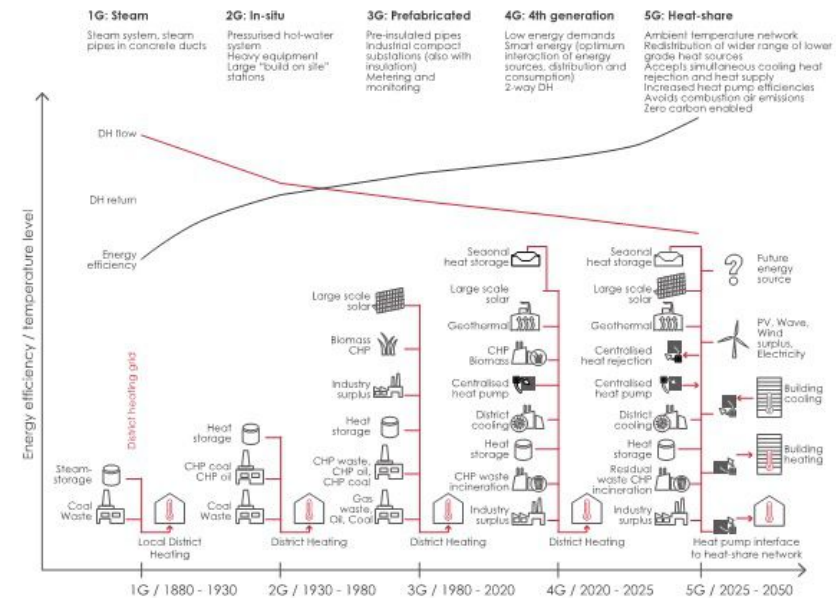 1G: Steam
Steam system, steam
pipes in concrete ducts
2G: In-situ
Pressurised hot-water
system
Heavy equipment
Large "build on site"
stations
3G: Prefabricated
Pre-insulated pipes
Industrial compact
substations (also with
insulation)
Metering and
monitoring
4G: 4th generation
Low energy demands
Smart energy (optimum
interaction of energy
sources, distribution and
consumption)
2-way DH
5G: Heat-share
Ambient temperature network
Redistribution of wider range of lower
grade heat sources
Accepts simultaneous cooling heat
rejection and heat supply
Increased heat pump efficiencies
Avoids combustion air emissions
Zero carbon enabled
Energy efficiency / temperature level
DH flow
DH return
Energy
efficiency
District heating grid
Steam-
storage
Coal
Waste
Local District
Heating
Heat
storage
CHP coal
CHP oil
Coal
Waste
District Heating
Large scale
solar
Biomass
CHP
Industry
surplus
Heat
storage
CHP waste,
CHP oil,
CHP coal
Gas
waste,
Oil, Coal
District Heating
Seaonal
heat storage
Large scale
solar
Geothermal
CHP
Biomass
Centralised
heat pump
District
cooling
Heat
storage
CHP waste
incineration
Industry
surplus
District Heating
Seaonal
heat storage
Large scale
solar
Geothermal
Centralised
heat rejection
Centralised
heat pump
District
cooling
Heat
storage
Residual
waste CHP
incineration
Industry
surplus
?
Future
energy
source
PV, Wave,
Wind
surplus,
Electricity
Building
cooling
Building
heating
Heat pump interface
to heat-share network
1G / 1880 - 1930
2G / 1930 - 1980
3G / 1980 - 2020
4G / 2020 - 2025
5G / 2025 - 2050